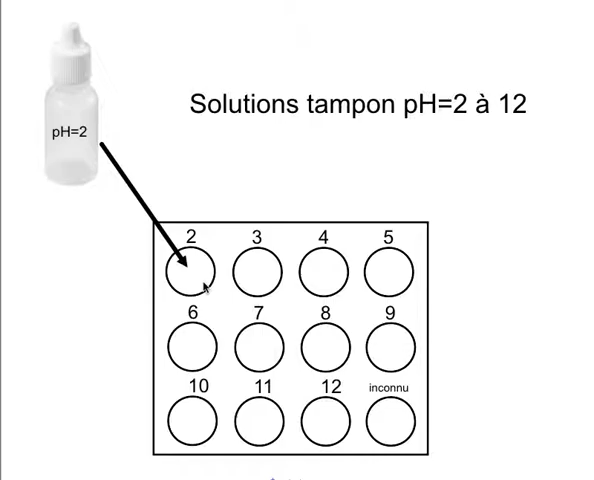 Solutions tampon pH=2 à 12
pH=2
2 3 4 5
6 7 8 9
10 11 12 inconnu